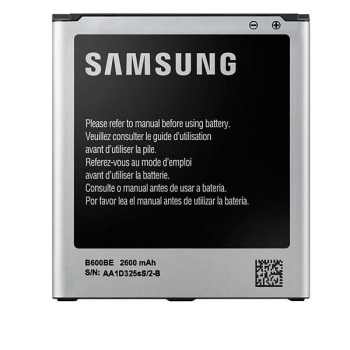 SAMSUNG
Please refer to manual before using battery.
Veuillez consulter le guide d'utilisation
avant d'utiliser la pile.
Referez-vous au mode d'emploi
avant d'utiliser la batterie.
Consulte o manual antes de usar a bateria.
Por favor lea el manual antes de utilizar la batería.
B600BE 2600 mAh
S/N: AA1D325sS/2-B